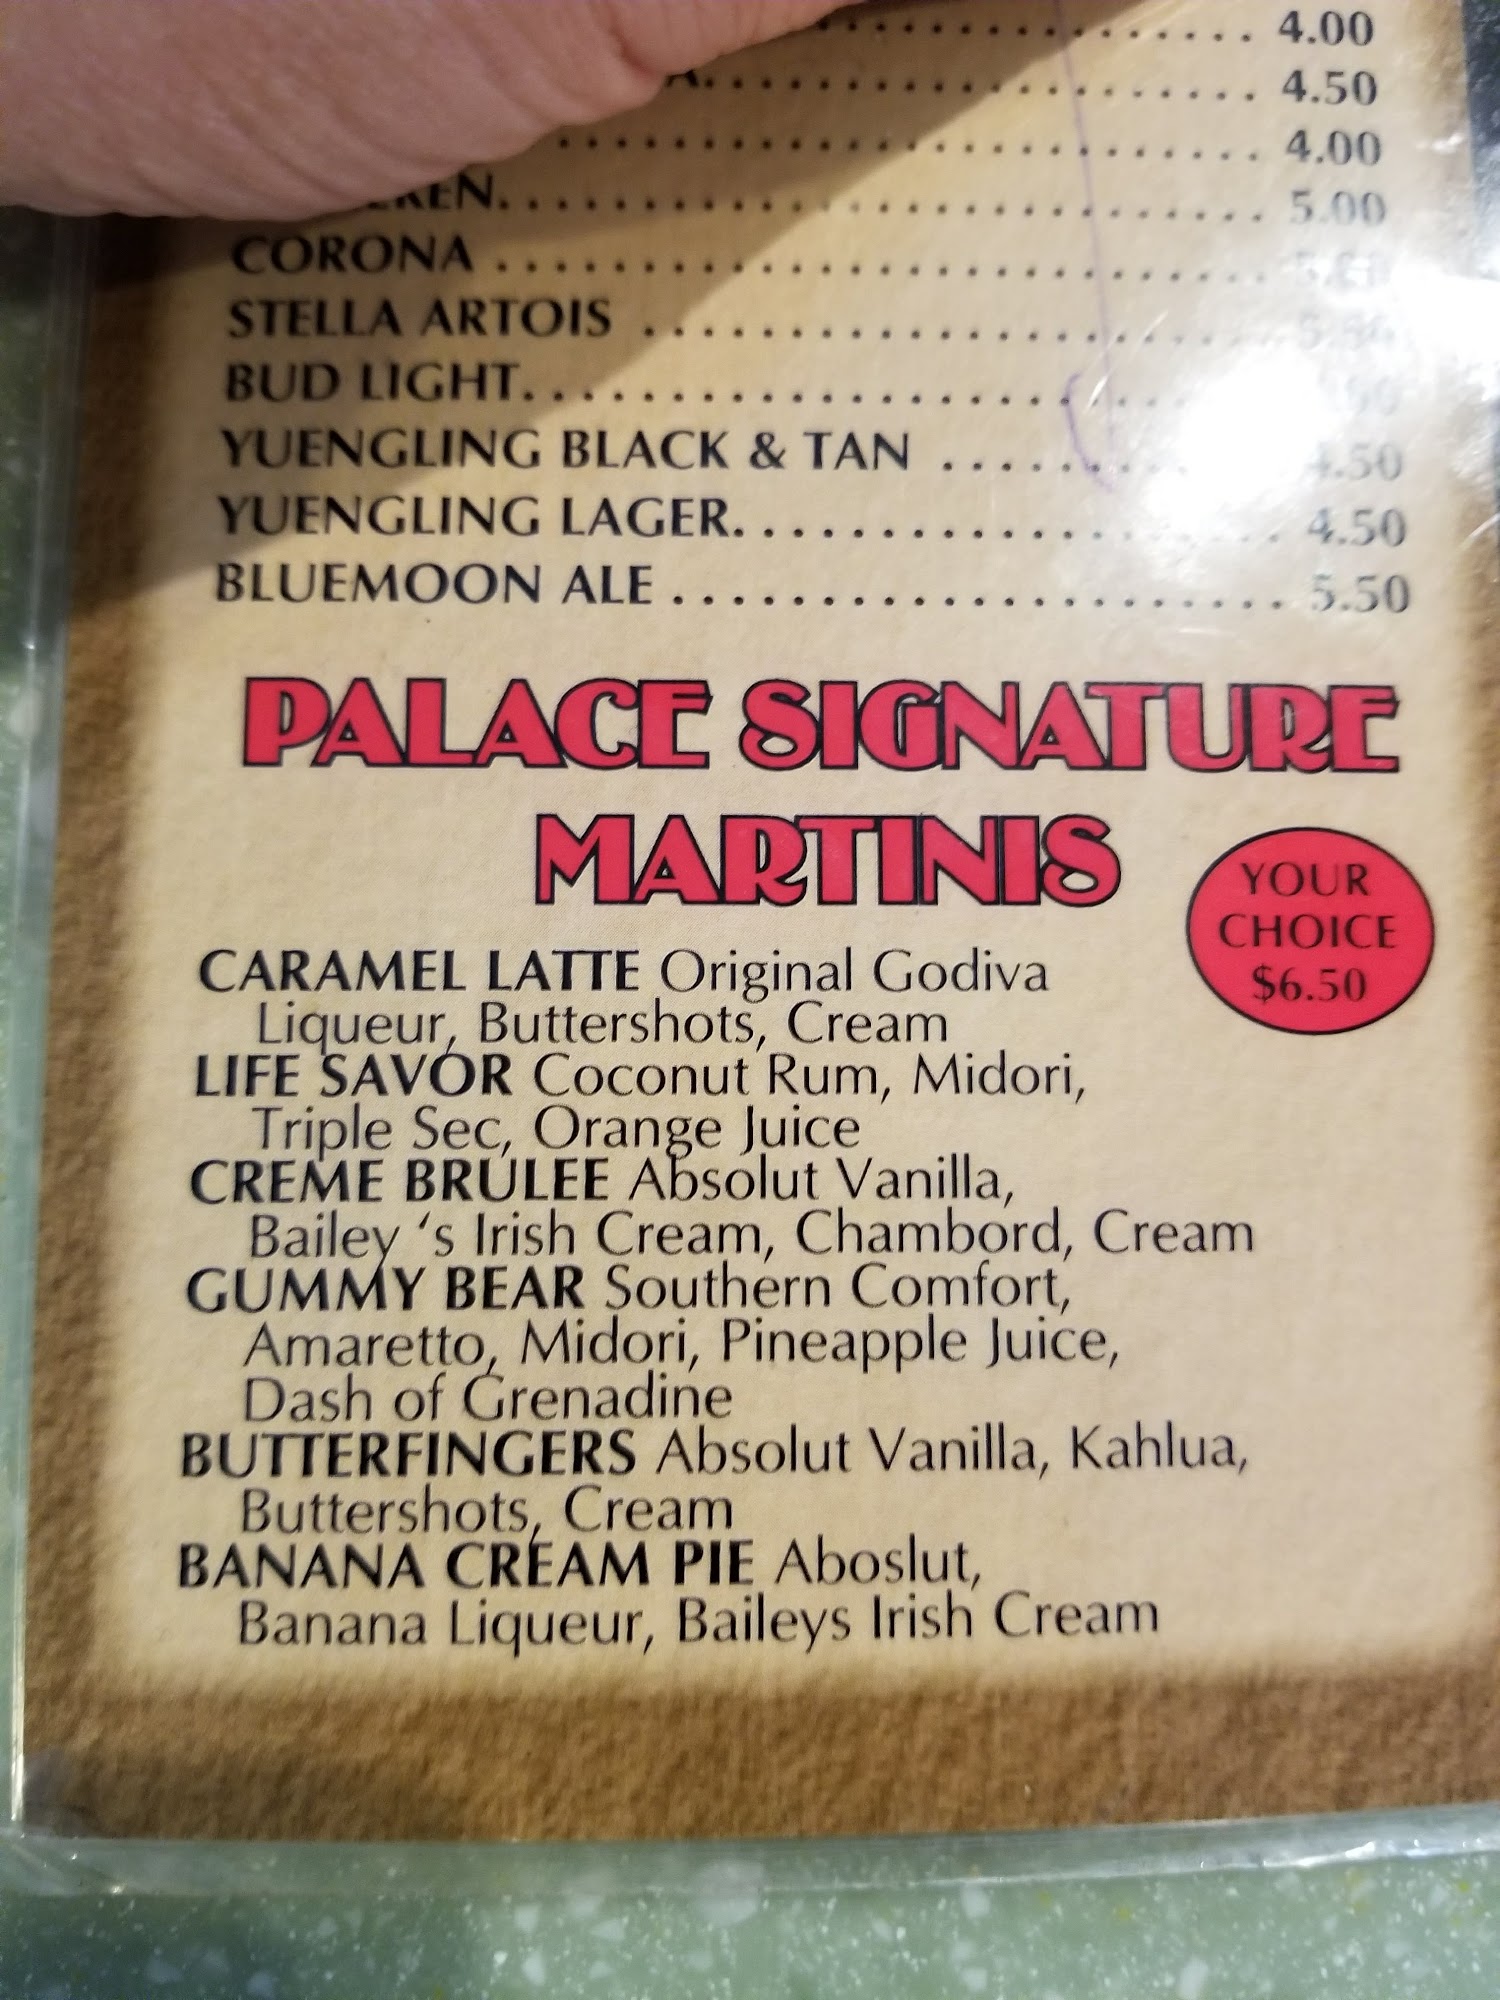 . . . . . . . . . . . . . . . 4.00
. . . . . . . . . . . . . . . . . . . 4.50
. . . . . . . . . . . . . . . . . . . . . . . . 4.00
. . . . . . . . . . . . . . . . . . . . . . . . . . 5.00
CORONA . . . . . . . . . . . . . . . . . . . . . . . . . .
STELLA ARTOIS . . . . . . . . . . . . . . . . . . . . .
BUD LIGHT. . . . . . . . . . . . . . . . . . . . . . .
YUENGLING BLACK & TAN . . . . . . . . . 4.50
YUENGLING LAGER. . . . . . . . . . . . . . . . . . . 4.50
BLUEMOON ALE . . . . . . . . . . . . . . . . . . . . . 5.50
PALACE SIGNATURE
MARTINIS
YOUR
CHOICE
$6.50
CARAMEL LATTE Original Godiva
Liqueur, Buttershots, Cream
LIFE SAVOR Coconut Rum, Midori,
Triple Sec, Orange Juice
CREME BRULEE Absolut Vanilla,
Bailey ‘s Irish Cream, Chambord, Cream
GUMMY BEAR Southern Comfort,
Amaretto, Midori, Pineapple Juice,
Dash of Grenadine
BUTTERFINGERS Absolut Vanilla, Kahlua,
Buttershots, Cream
BANANA CREAM PIE Aboslut,
Banana Liqueur, Baileys Irish Cream